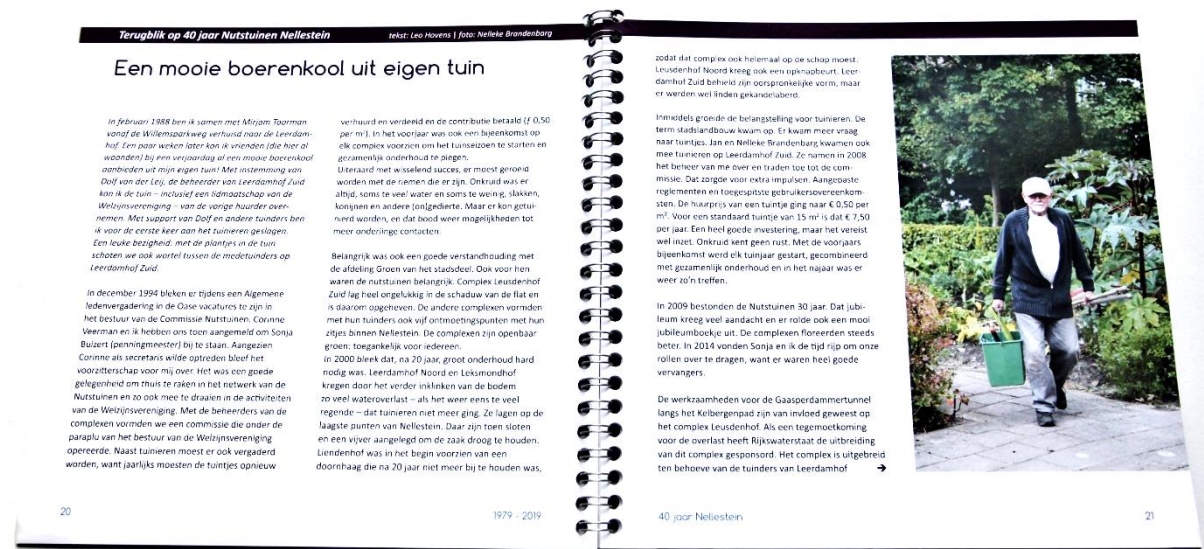 Terugblik op 40 jaar Nutstuinen Nellestein
tekst: Leo Hovens | foto: Nelleke Brandenbarg
Een mooie boerenkool uit eigen tuin
In februari 1988 ben ik samen met Mirjam Toorman
vanaf de Willemsparkweg verhuisd naar de Leerdam-
hof. Een paar weken later kon ik vrienden (die hier al
woonden) bij een verjaardag al een mooie boerenkool
aanbieden uit mijn eigen tuin! Met instemming van
Dolf van der Leij, de beheerder van Leerdamhof Zuid
kon ik de tuin – inclusief een lidmaatschap van de
Welzijnsvereniging – van de vorige huurder over-
nemen. Met support van Dolf en andere tuinders ben
ik voor de eerste keer aan het tuinieren geslagen.
Een leuke bezigheid: met de plantjes in de tuin
schoten we ook wortel tussen de medetuinders op
Leerdamhof Zuid.
In december 1994 bleken er tijdens een Algemene
ledenvergadering in de Oase vacatures te zijn in
het bestuur van de Commissie Nutstuinen. Corinne
Veerman en ik hebben ons toen aangemeld om Sonja
Buizert (penningmeester) bij te staan. Aangezien
Corinne als secretaris wilde optreden bleef het
voorzitterschap voor mij over. Het was een goede
gelegenheid om thuis te raken in het netwerk van de
Nutstuinen en zo ook mee te draaien in de activiteiten
van de Welzijnsvereniging. Met de beheerders van de
complexen vormden we een commissie die onder de
paraplu van het bestuur van de Welzijnsvereniging
opereerde. Naast tuinieren moest er ook vergaderd
worden, want jaarlijks moesten de tuintjes opnieuw
verhuurd en verdeeld en de contributie betaald (ƒ 0,50
per m²). In het voorjaar was ook een bijeenkomst op
elk complex voorzien om het tuinseizoen te starten en
gezamenlijk onderhoud te plegen.
Uiteraard met wisselend succes, er moest geroeid
worden met de riemen die er zijn. Onkruid was er
altijd, soms te veel water en soms te weinig, slakken,
konijnen en andere (on)gedierte. Maar er kon getui-
nierd worden, en dat bood weer mogelijkheden tot
meer onderlinge contacten.
Belangrijk was ook een goede verstandhouding met
de afdeling Groen van het stadsdeel. Ook voor hen
waren de nutstuinen belangrijk. Complex Leusdenhof
Zuid lag heel ongelukkig in de schaduw van de flat en
is daarom opgeheven. De andere complexen vormden
met hun tuinders ook vijf ontmoetingspunten met hun
zitjes binnen Nellestein. De complexen zijn openbaar
groen: toegankelijk voor iedereen.
In 2000 bleek dat, na 20 jaar, groot onderhoud hard
nodig was. Leerdamhof Noord en Leksmondhof
kregen door het verder inklinken van de bodem
zo veel wateroverlast – als het weer eens te veel
regende – dat tuinieren niet meer ging. Ze lagen op de
laagste punten van Nellestein. Daar zijn toen sloten
en een vijver aangelegd om de zaak droog te houden.
Liendenhof was in het begin voorzien van een
doornhaag die na 20 jaar niet meer bij te houden was,
20
1979 - 2019
zodat dat complex ook helemaal op de schop moest.
Leusdenhof Noord kreeg ook een opknapbeurt. Leer-
damhof Zuid behield zijn oorspronkelijke vorm, maar
er werden wel linden gekandelaberd.
Inmiddels groeide de belangstelling voor tuinieren. De
term stadslandbouw kwam op. Er kwam meer vraag
naar tuintjes. Jan en Nelleke Brandenbarg kwamen ook
mee tuinieren op Leerdamhof Zuid. Ze namen in 2008
het beheer van me over en traden toe tot de com-
missie. Dat zorgde voor extra impulsen. Aangepaste
reglementen en toegespitste gebruikersovereenkom-
sten. De huurprijs van een tuintje ging naar € 0,50 per
m². Voor een standaard tuintje van 15 m² is dat € 7,50
per jaar. Een heel goede investering, maar het vereist
wel inzet. Onkruid kent geen rust. Met de voorjaars
bijeenkomst werd elk tuinjaar gestart, gecombineerd
met gezamenlijk onderhoud en in het najaar was er
weer zo'n treffen.
In 2009 bestonden de Nutstuinen 30 jaar. Dat jubi-
leum kreeg veel aandacht en er rolde ook een mooi
jubileumboekje uit. De complexen floreerden steeds
beter. In 2014 vonden Sonja en ik de tijd rijp om onze
rollen over te dragen, want er waren heel goede
vervangers.
De werkzaamheden voor de Gaasperdammertunnel
langs het Kelbergenpad zijn van invloed geweest op
het complex Leusdenhof. Als een tegemoetkoming
voor de overlast heeft Rijkswaterstaat de uitbreiding
van dit complex gesponsord. Het complex is uitgebreid
ten behoeve van de tuinders van Leerdamhof ➔
40 jaar Nellestein
21